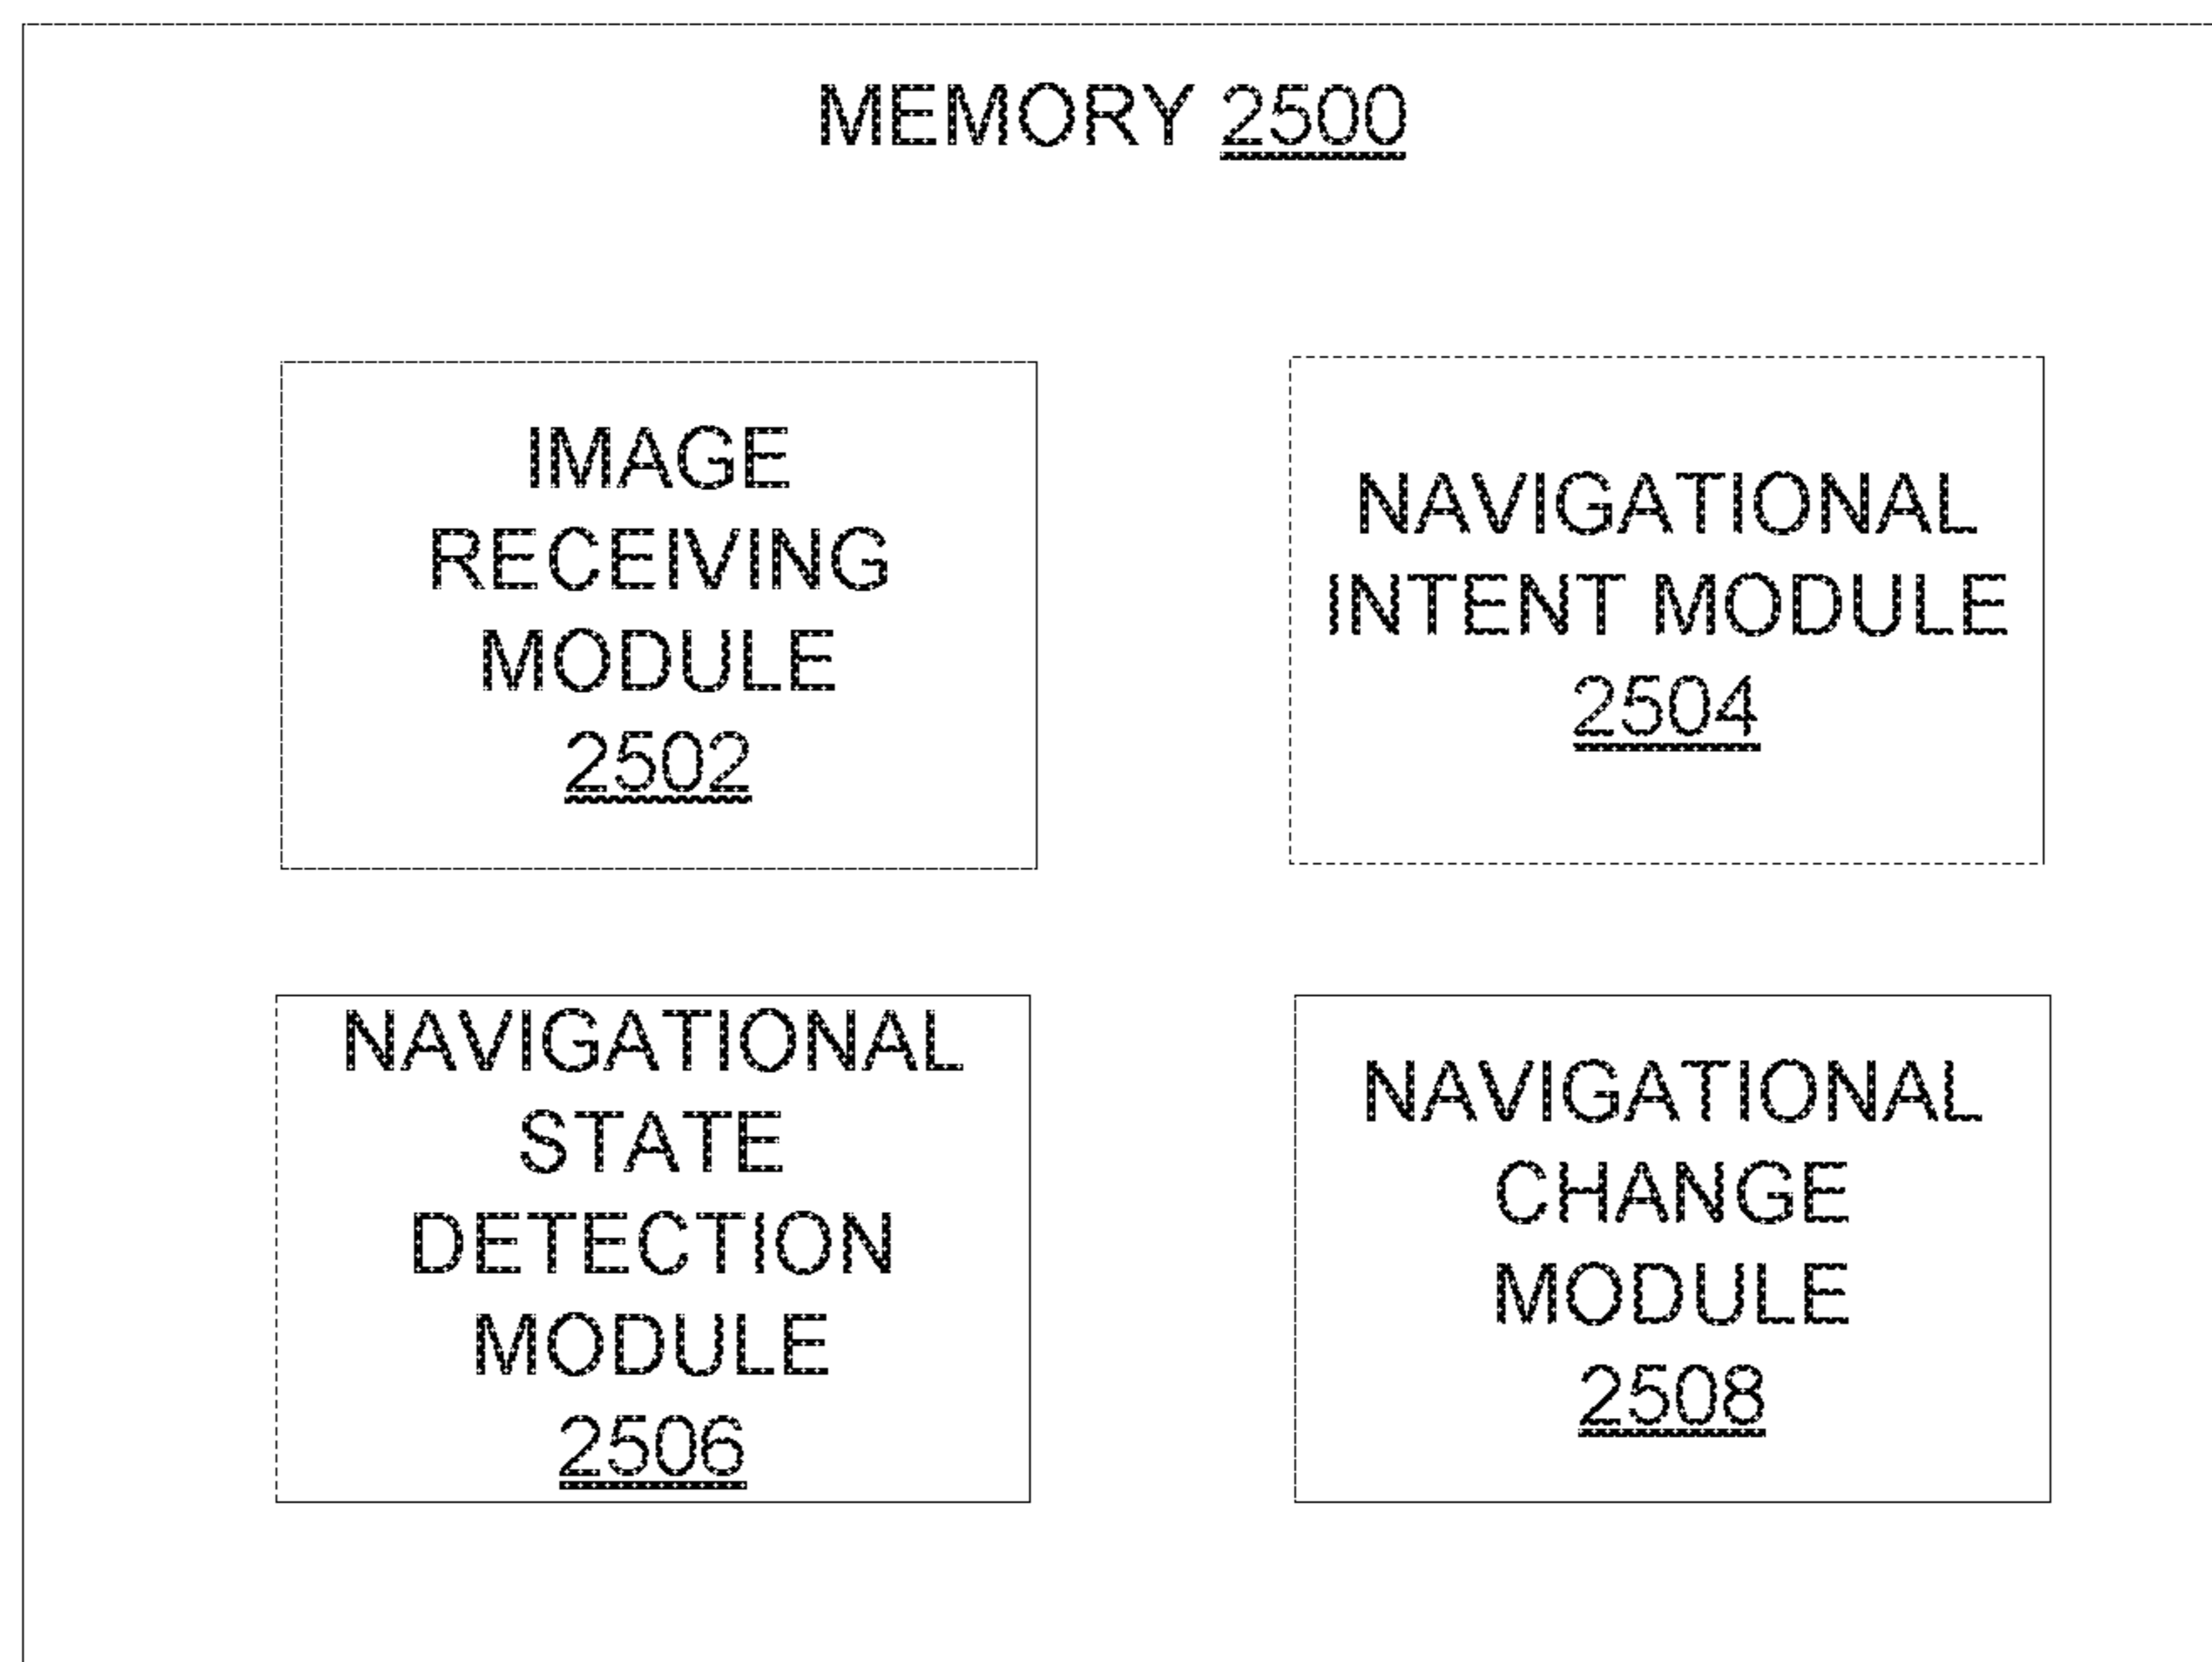 MEMORY 2500
IMAGE
RECEIVING
MODULE
2502
NAVIGATIONAL
INTENT MODULE
2504
NAVIGATIONAL
STATE
DETECTION
MODULE
2506
NAVIGATIONAL
CHANGE
MODULE
2508